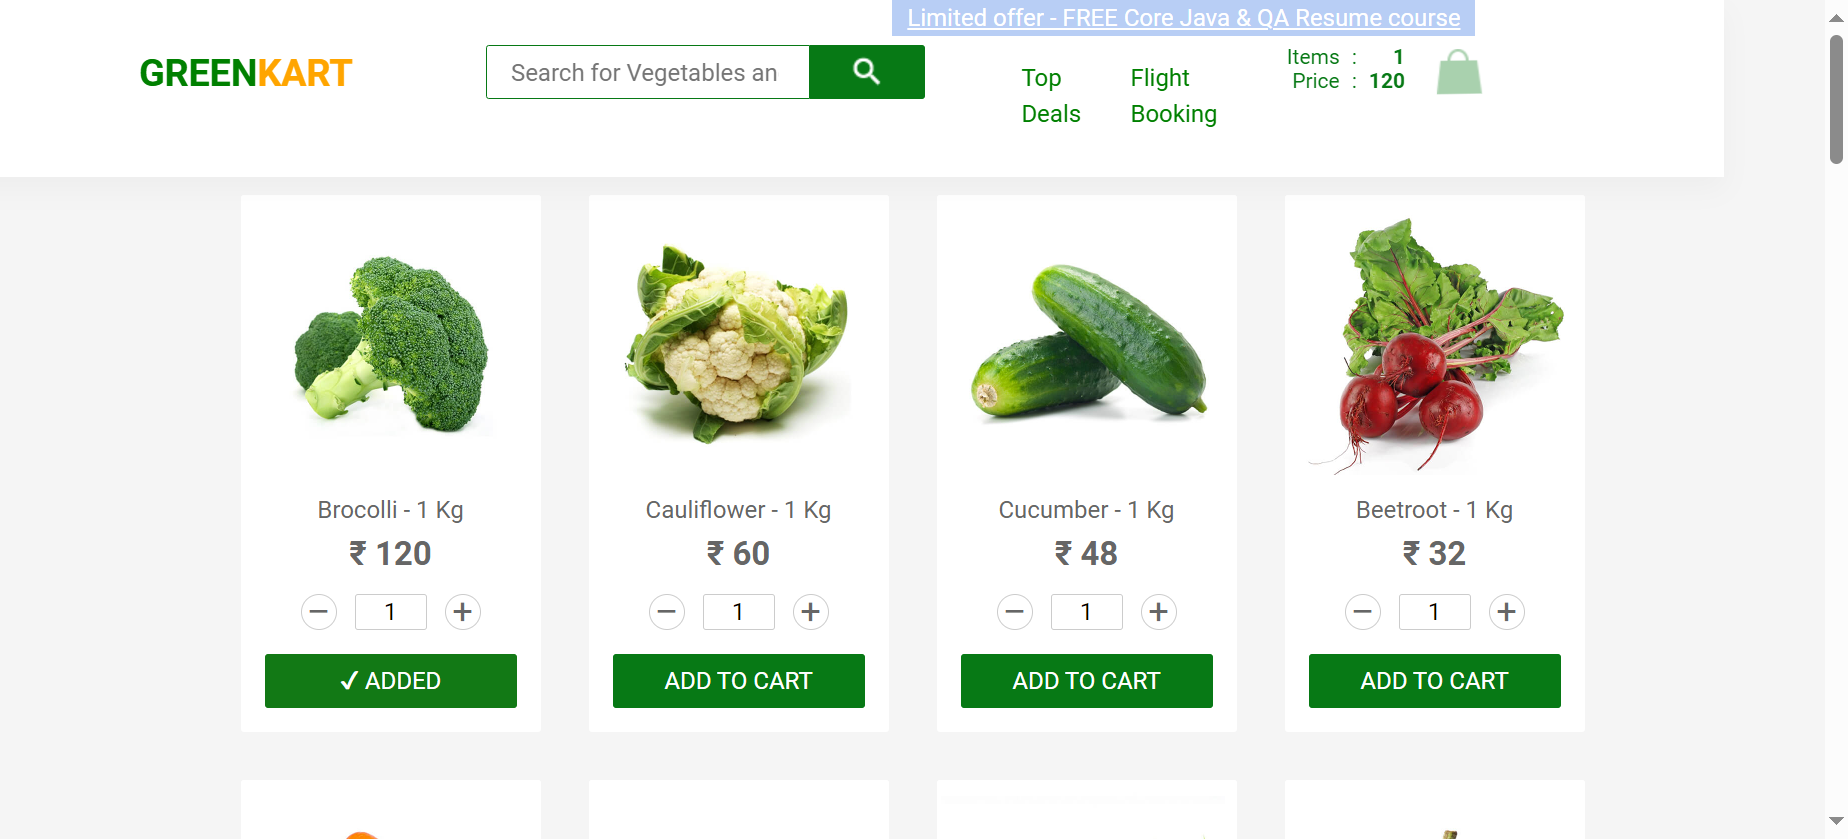 Limited offer - FREE Core Java & QA Resume course
GREENKART
Search for Vegetables an
Top Deals
Flight Booking
Items : 1
Price : 120
Brocolli - 1 Kg
₹ 120
− 1 +
✓ ADDED
Cauliflower - 1 Kg
₹ 60
− 1 +
ADD TO CART
Cucumber - 1 Kg
₹ 48
− 1 +
ADD TO CART
Beetroot - 1 Kg
₹ 32
− 1 +
ADD TO CART